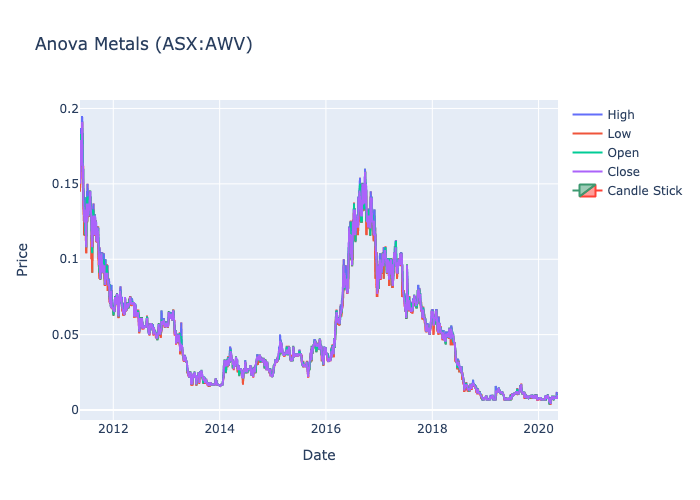 Anova Metals (ASX:AWV)
High
Low
Open
Close
Candle Stick
Price
0.2
0.15
0.1
0.05
0
2012
2014
2016
2018
2020
Date